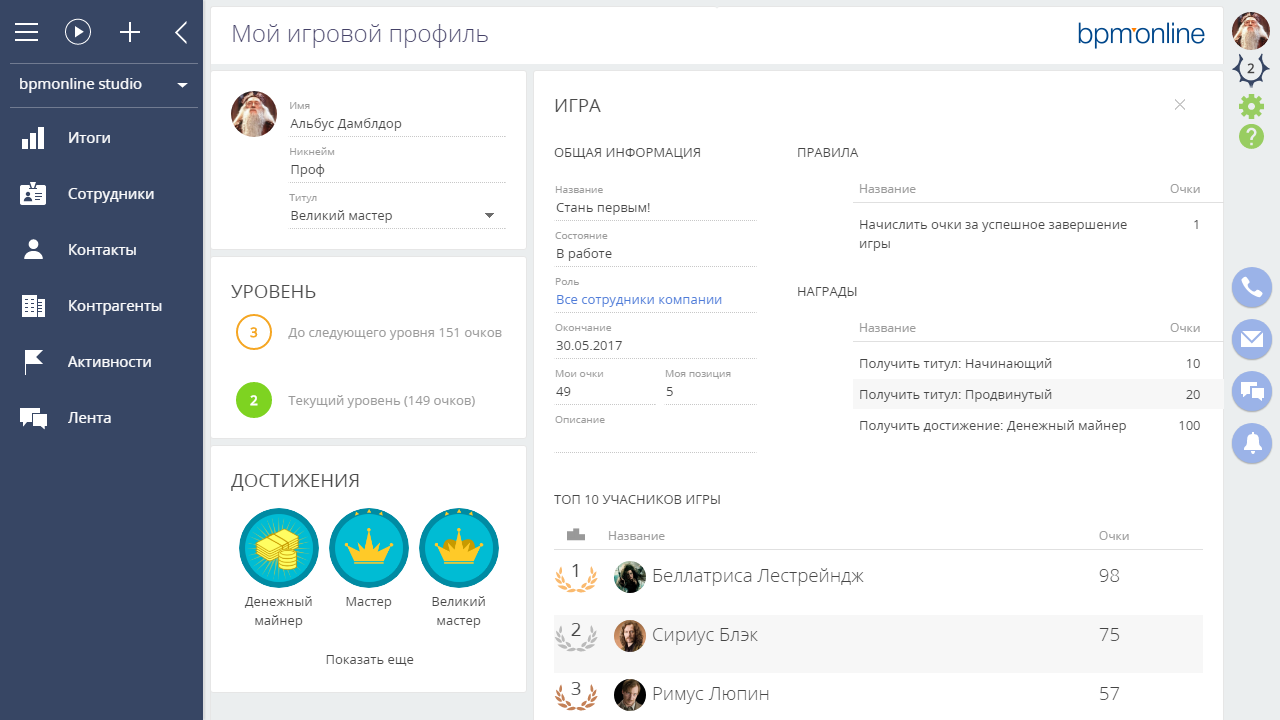 Мой игровой профиль
bpmonline
2
bpmonline studio
Итоги
Сотрудники
Контакты
Контрагенты
Активности
Лента
Имя
Альбус Дамблдор
Никнейм
Проф
Титул
Великий мастер
УРОВЕНЬ
3 До следующего уровня 151 очков
2 Текущий уровень (149 очков)
ДОСТИЖЕНИЯ
Денежный
майнер
Мастер
Великий
мастер
Показать еще
ИГРА
ОБЩАЯ ИНФОРМАЦИЯ
Название
Стань первым!
Состояние
В работе
Роль
Все сотрудники компании
Окончание
30.05.2017
Мои очки Моя позиция
49 5
Описание
ПРАВИЛА
Название Очки
Начислить очки за успешное завершение 1
игры
НАГРАДЫ
Название Очки
Получить титул: Начинающий 10
Получить титул: Продвинутый 20
Получить достижение: Денежный майнер 100
ТОП 10 УЧАСНИКОВ ИГРЫ
Название Очки
1 Беллатриса Лестрейндж 98
2 Сириус Блэк 75
3 Римус Люпин 57